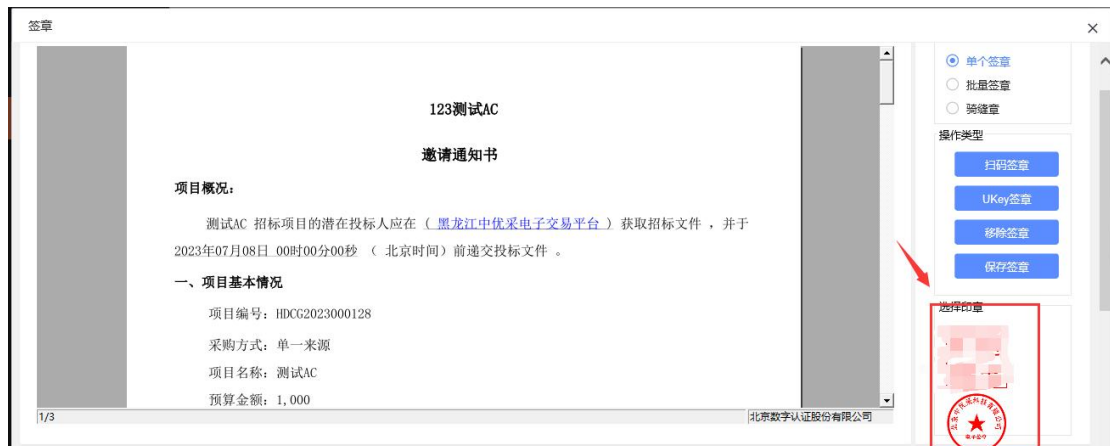 签章
123测试AC
邀请通知书
项目概况：
测试AC 招标项目的潜在投标人应在 （ 黑龙江中优采电子交易平台 ）获取招标文件 ，并于
2023年07月08日 00时00分00秒 （ 北京时间）前递交投标文件 。
一、项目基本情况
项目编号：HDCG2023000128
采购方式：单一来源
项目名称：测试AC
预算金额：1,000
1/3
北京数字认证股份有限公司
单个签章
批量签章
骑缝章
操作类型
扫码签章
UKey签章
移除签章
保存签章
选择印章